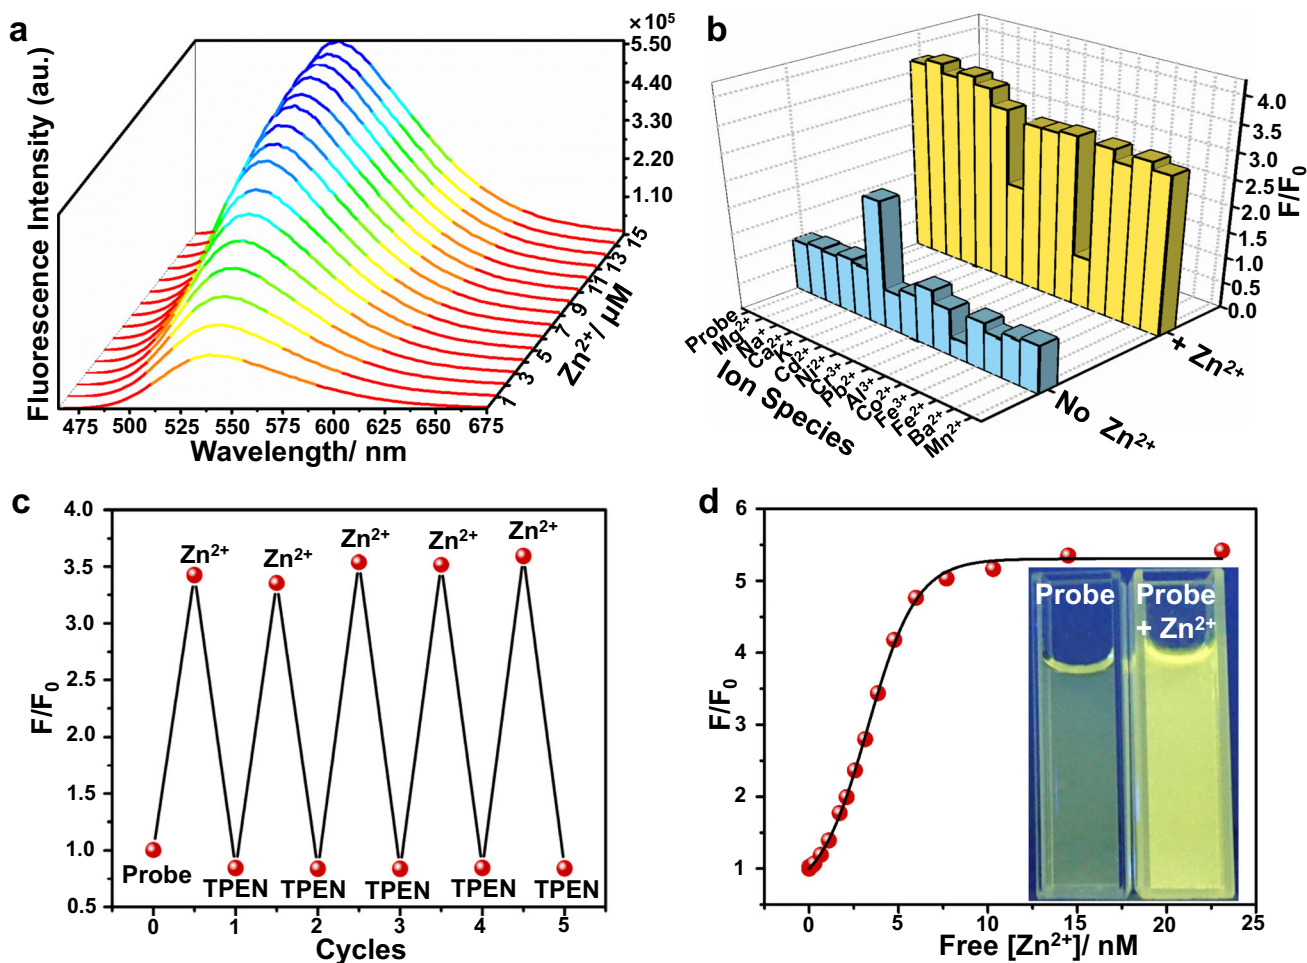 a
×10⁵
5.50
4.40
3.30
2.20
1.10
Fluorescence Intensity (au.)
15
13
11
9
7
5
3
1
Zn²⁺/ μM
475 500 525 550 575 600 625 650 675
Wavelength/ nm
b
4.0
3.5
3.0
2.5
2.0
1.5
1.0
0.5
0.0
F/F₀
+ Zn²⁺
No Zn²⁺
Probe
Mg²⁺
Na⁺
Ca²⁺
K⁺
Cd²⁺
Ni²⁺
Cr³⁺
Pb²⁺
Al³⁺
Co²⁺
Fe³⁺
Fe²⁺
Ba²⁺
Mn²⁺
Ion Species
c
4.0
3.5
3.0
2.5
2.0
1.5
1.0
0.5
F/F₀
Zn²⁺ Zn²⁺ Zn²⁺ Zn²⁺ Zn²⁺
Probe TPEN TPEN TPEN TPEN TPEN
0 1 2 3 4 5
Cycles
d
6
5
4
3
2
1
F/F₀
Probe
Probe
+ Zn²⁺
0 5 10 15 20 25
Free [Zn²⁺]/ nM